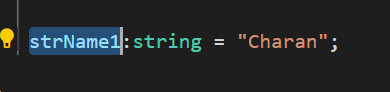 strName1:string = "Charan";